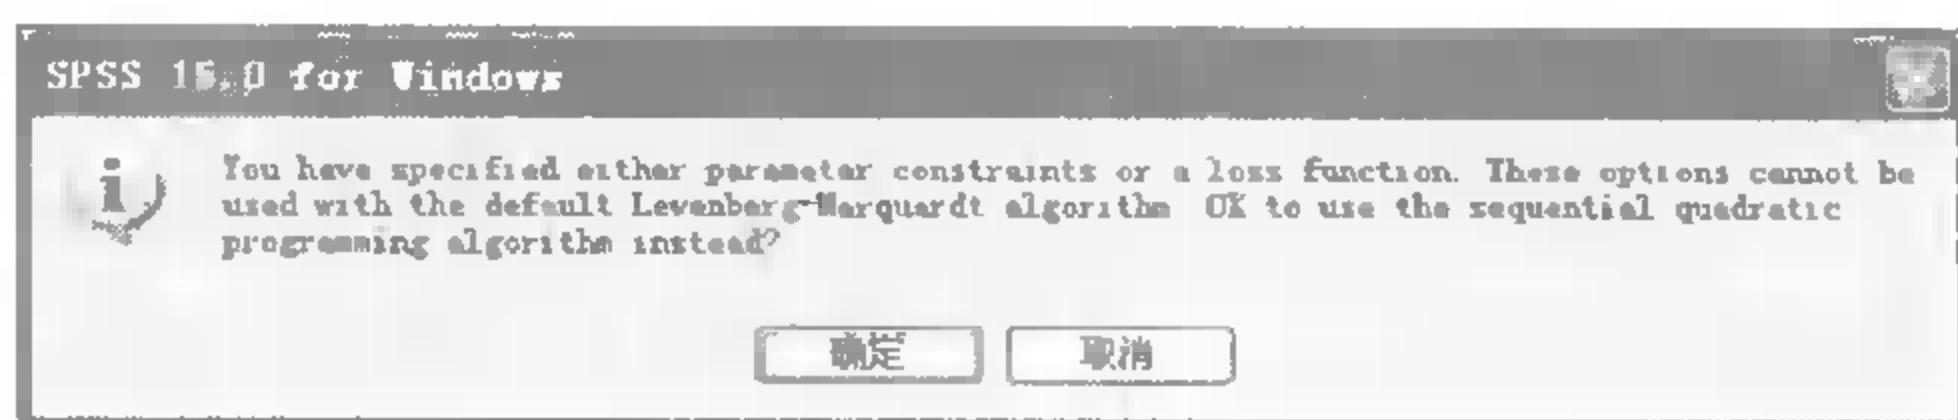 SPSS 15.0 for Windows
You have specified either parameter constraints or a loss function. These options cannot be
used with the default Levenberg-Marquardt algorithm OK to use the sequential quadratic
programming algorithm instead?
确定 取消